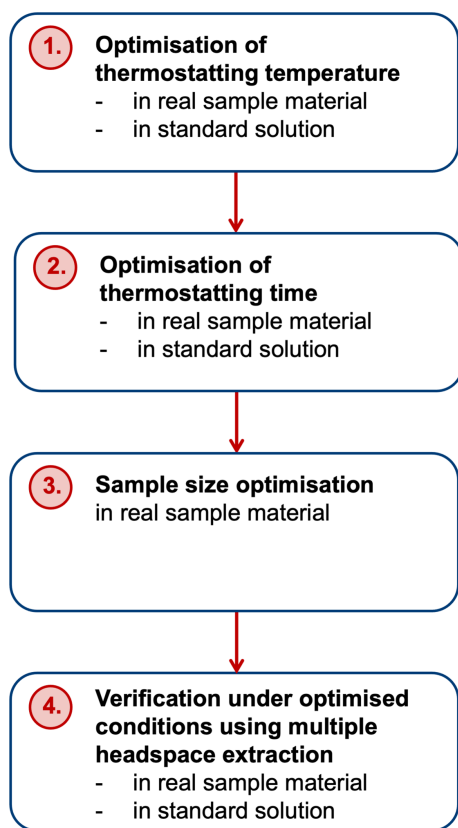 1.
Optimisation of
thermostatting temperature
- in real sample material
- in standard solution
2.
Optimisation of
thermostatting time
- in real sample material
- in standard solution
3.
Sample size optimisation
in real sample material
4.
Verification under optimised
conditions using multiple
headspace extraction
- in real sample material
- in standard solution